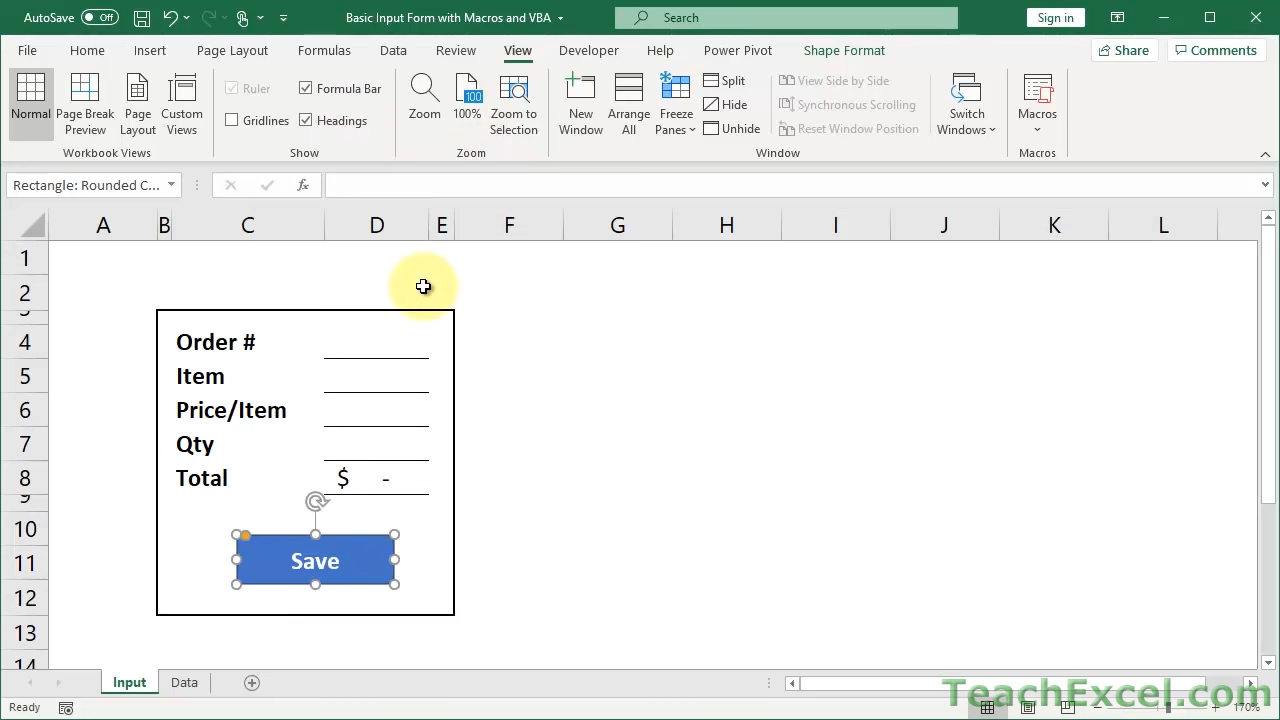 AutoSave Off
Basic Input Form with Macros and VBA
Search
Sign in
File Home Insert Page Layout Formulas Data Review View Developer Help Power Pivot Shape Format Share Comments
Normal
Page Break Preview
Page Layout
Custom Views
Workbook Views
Ruler
Formula Bar
Gridlines
Headings
Show
Zoom
100
100%
Zoom to Selection
Zoom
New Window
Arrange All
Freeze Panes
Split
Hide
Unhide
View Side by Side
Synchronous Scrolling
Reset Window Position
Switch Windows
Window
Macros
Macros
Rectangle: Rounded C...
fx
A B C D E F G H I J K L
1
2
3
4 Order #
5 Item
6 Price/Item
7 Qty
8 Total $ -
9
10
11 Save
12
13
14
Input Data
Ready
170%
TeachExcel.com